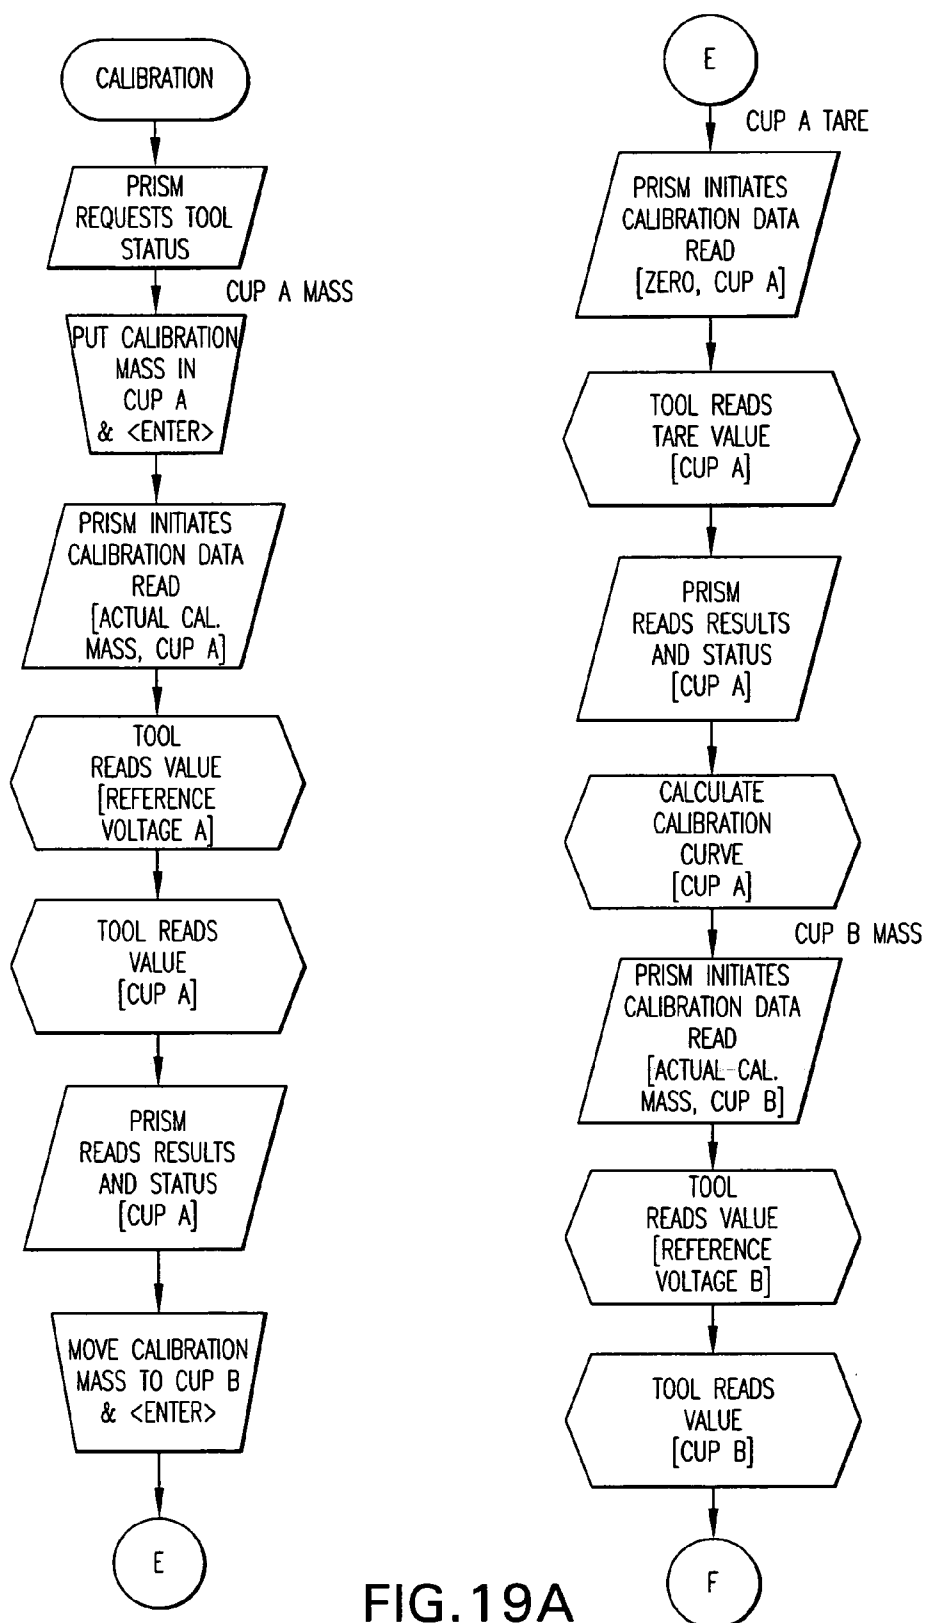 CALIBRATION
PRISM
REQUESTS TOOL
STATUS
CUP A MASS
PUT CALIBRATION
MASS IN
CUP A
& <ENTER>
PRISM INITIATES
CALIBRATION DATA
READ
[ACTUAL CAL.
MASS, CUP A]
TOOL
READS VALUE
[REFERENCE
VOLTAGE A]
TOOL READS
VALUE
[CUP A]
PRISM
READS RESULTS
AND STATUS
[CUP A]
MOVE CALIBRATION
MASS TO CUP B
& <ENTER>
E
E
CUP A TARE
PRISM INITIATES
CALIBRATION DATA
READ
[ZERO, CUP A]
TOOL READS
TARE VALUE
[CUP A]
PRISM
READS RESULTS
AND STATUS
[CUP A]
CALCULATE
CALIBRATION
CURVE
[CUP A]
CUP B MASS
PRISM INITIATES
CALIBRATION DATA
READ
[ACTUAL CAL.
MASS, CUP B]
TOOL
READS VALUE
[REFERENCE
VOLTAGE B]
TOOL READS
VALUE
[CUP B]
F
FIG.19A